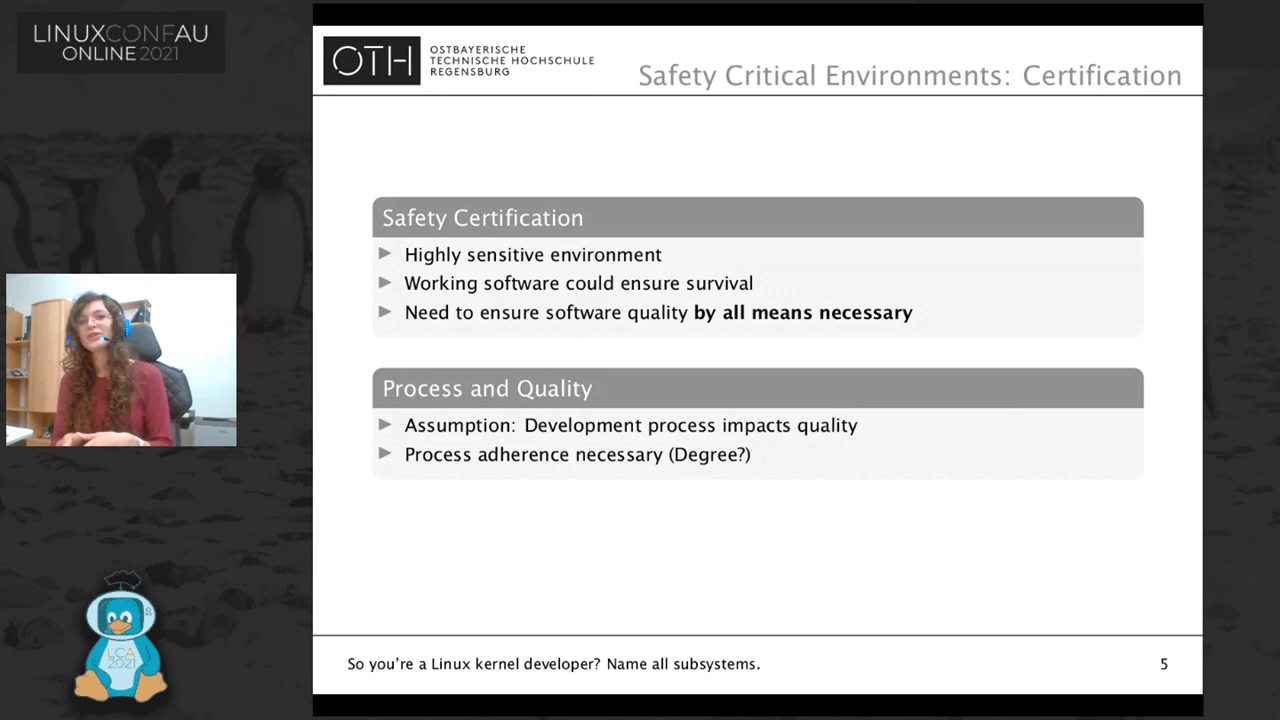 LINUXCONFAU
ONLINE 2021
OTH
OSTBAYERISCHE
TECHNISCHE HOCHSCHULE
REGENSBURG
Safety Critical Environments: Certification
Safety Certification
Highly sensitive environment
Working software could ensure survival
Need to ensure software quality by all means necessary
Process and Quality
Assumption: Development process impacts quality
Process adherence necessary (Degree?)
LCA
2021
So you're a Linux kernel developer? Name all subsystems.
5